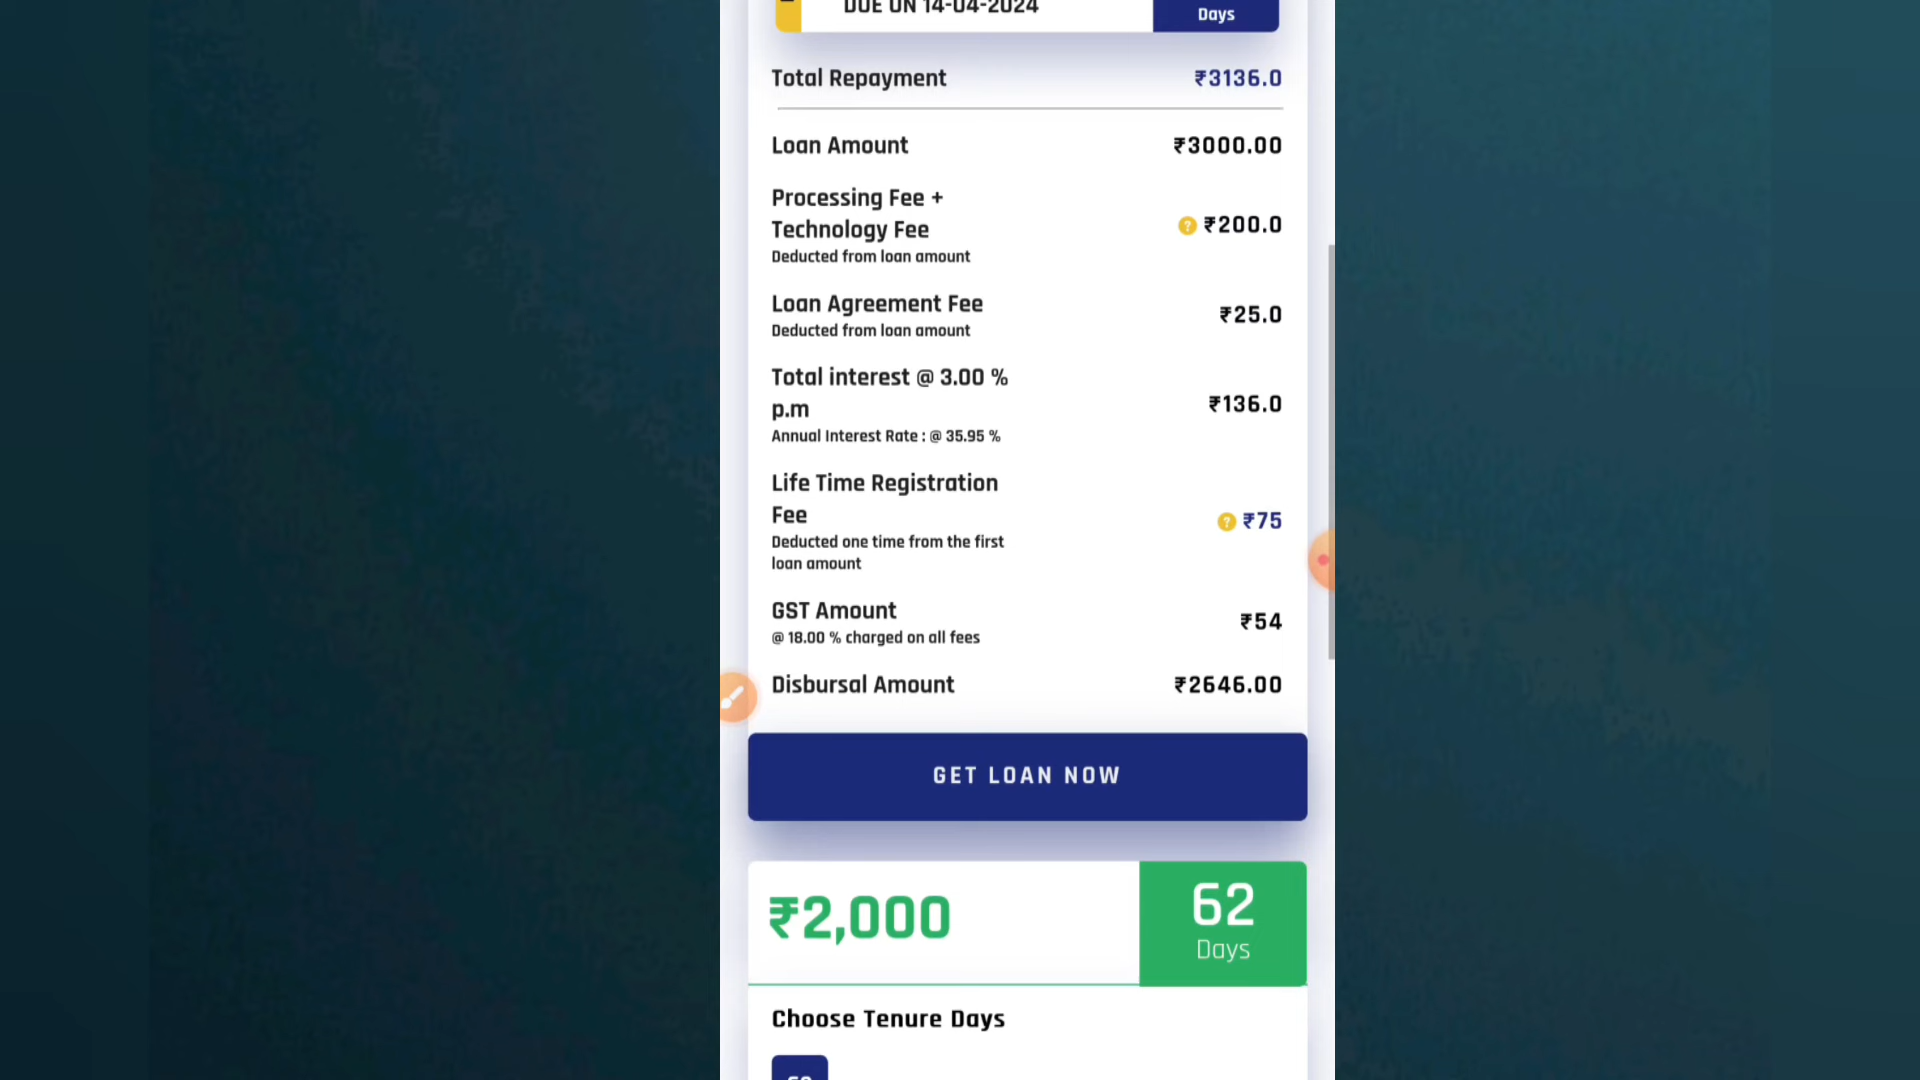 DUE ON 14-04-2024
Days
Total Repayment ₹3136.0
Loan Amount ₹3000.00
Processing Fee +
Technology Fee
? ₹200.0
Deducted from loan amount
Loan Agreement Fee
₹25.0
Deducted from loan amount
Total interest @ 3.00 %
p.m
₹136.0
Annual Interest Rate : @ 35.95 %
Life Time Registration
Fee
? ₹75
Deducted one time from the first
loan amount
GST Amount
₹54
@ 18.00 % charged on all fees
Disbursal Amount ₹2646.00
GET LOAN NOW
₹2,000
62
Days
Choose Tenure Days